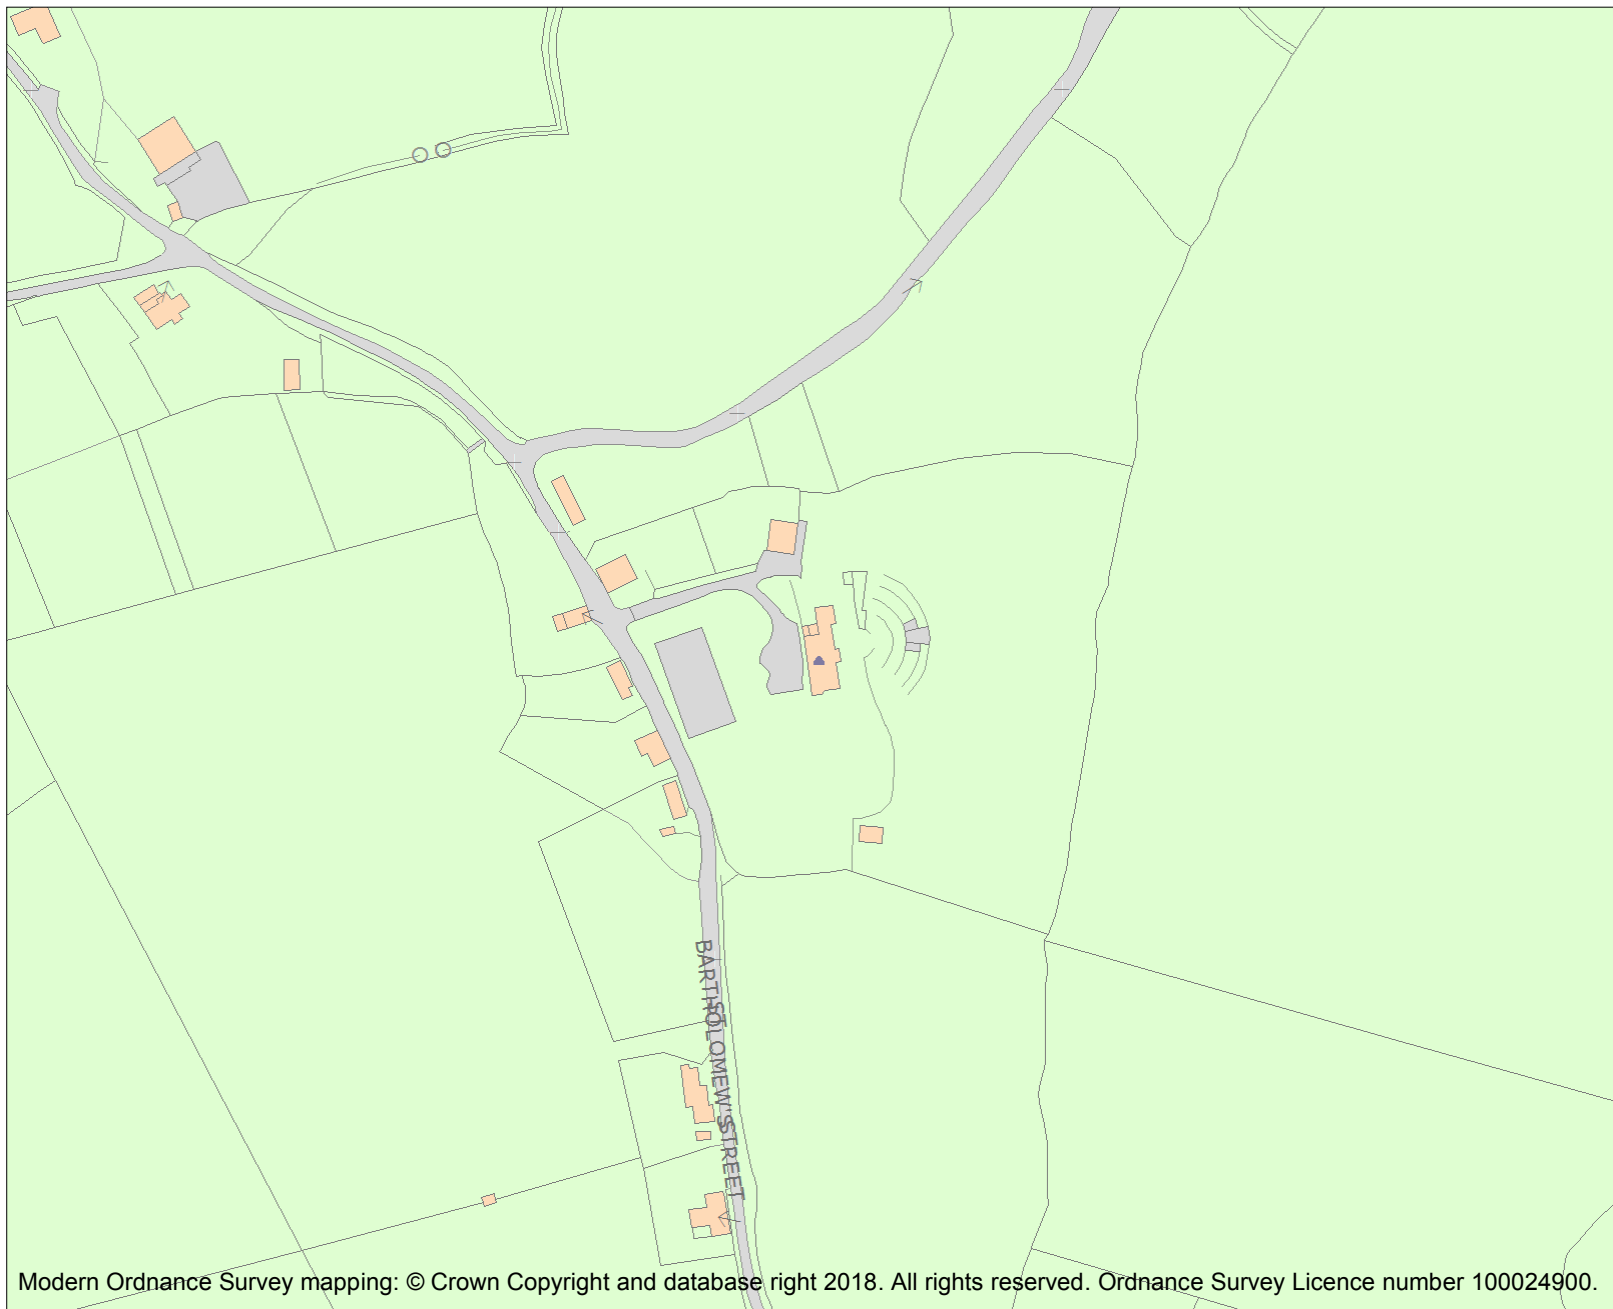 ST
BARTHOLOMEW'S
STREET
Modern Ordnance Survey mapping: © Crown Copyright and database right 2018. All rights reserved. Ordnance Survey Licence number 100024900.